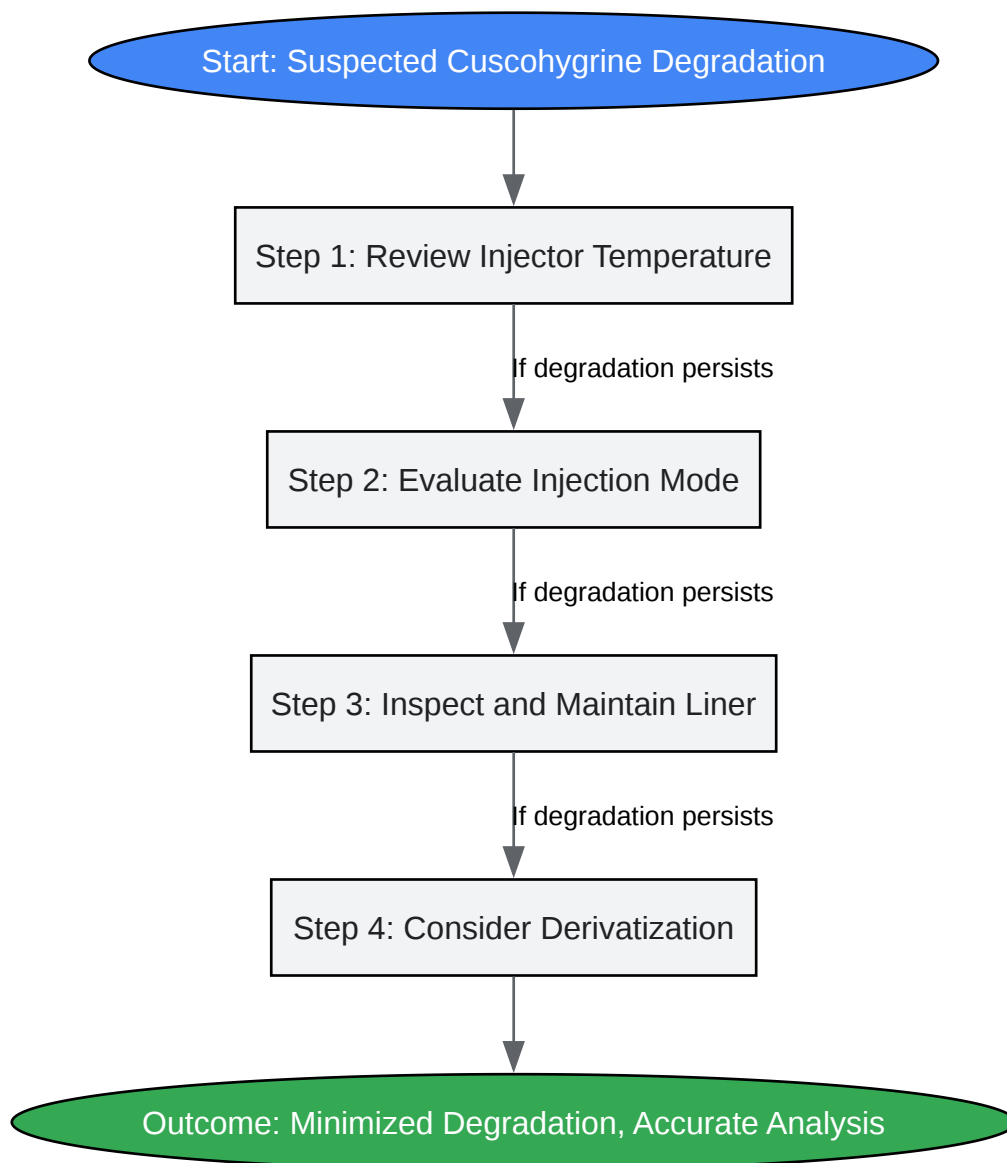 Start: Suspected Cuscohygrine Degradation
Step 1: Review Injector Temperature
If degradation persists
Step 2: Evaluate Injection Mode
If degradation persists
Step 3: Inspect and Maintain Liner
If degradation persists
Step 4: Consider Derivatization
Outcome: Minimized Degradation, Accurate Analysis